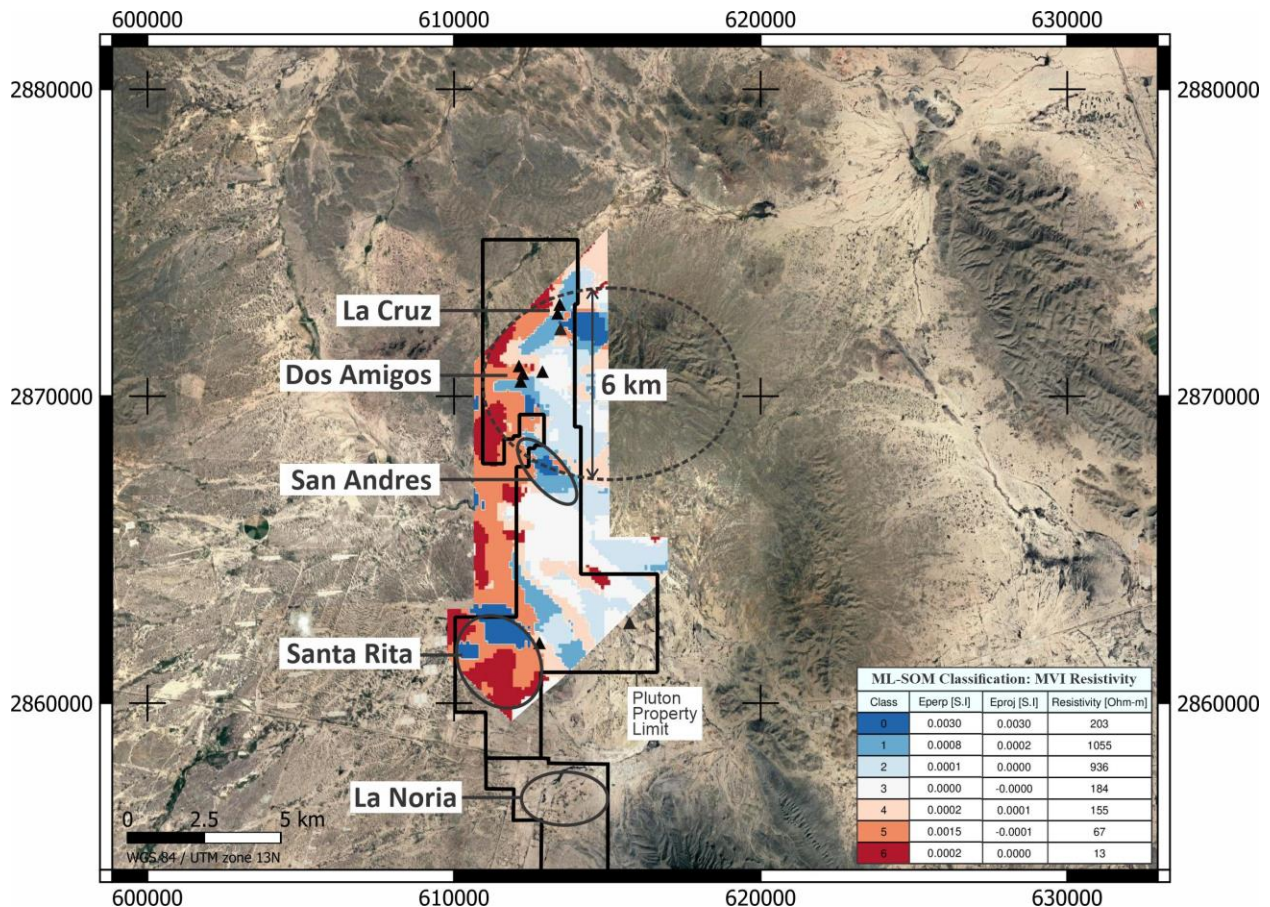 600000 610000 620000 630000
2880000 2880000
La Cruz
Dos Amigos
6 km
2870000 2870000
San Andres
Santa Rita
ML-SOM Classification: MVI Resistivity
Class Eperp [S.I] Eproj [S.I] Resistivity [Ohm-m]
0 0.0030 0.0030 203
1 0.0008 0.0002 1055
2 0.0001 0.0000 936
3 0.0000 -0.0000 184
4 0.0002 0.0001 155
5 0.0015 -0.0001 67
6 0.0002 0.0000 13
Pluton
Property
Limit
2860000 2860000
La Noria
0 2.5 5 km
WGS 84 / UTM zone 13N
600000 610000 620000 630000